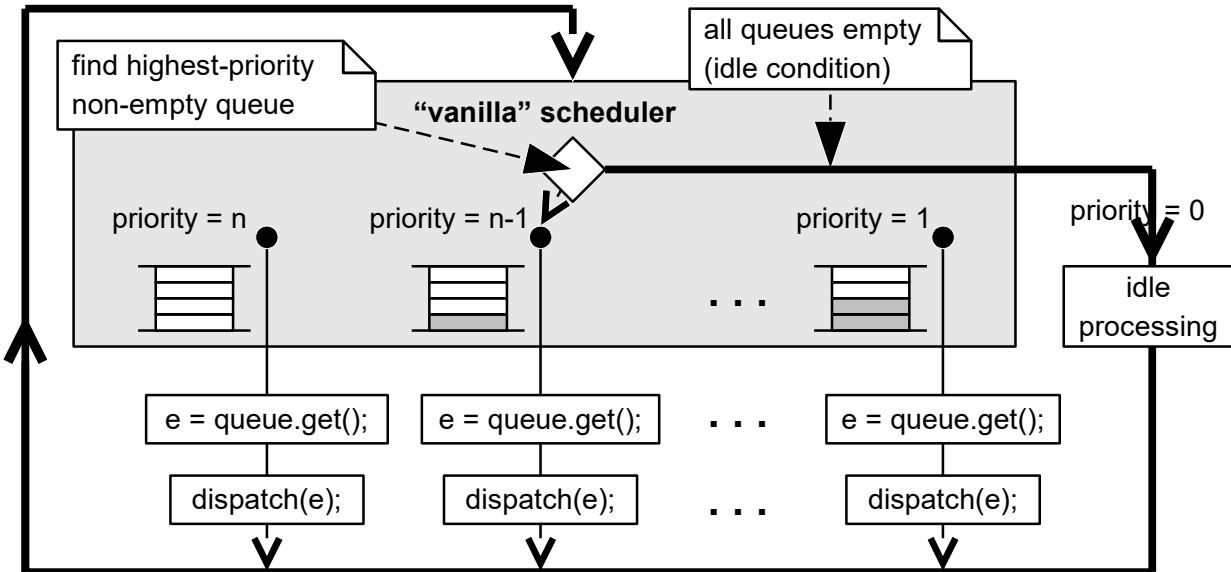 find highest-priority
non-empty queue
all queues empty
(idle condition)
“vanilla” scheduler
priority = n
priority = n-1
priority = 1
priority = 0
. . .
idle
processing
e = queue.get();
e = queue.get();
. . .
e = queue.get();
dispatch(e);
dispatch(e);
. . .
dispatch(e);